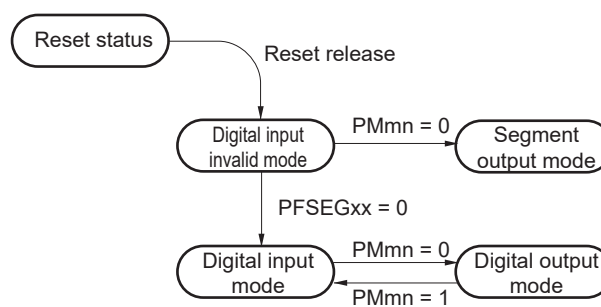 Reset status
Reset release
Digital input
invalid mode
PMmn = 0
Segment
output mode
PFSEGxx = 0
Digital input
mode
PMmn = 0
PMmn = 1
Digital output
mode